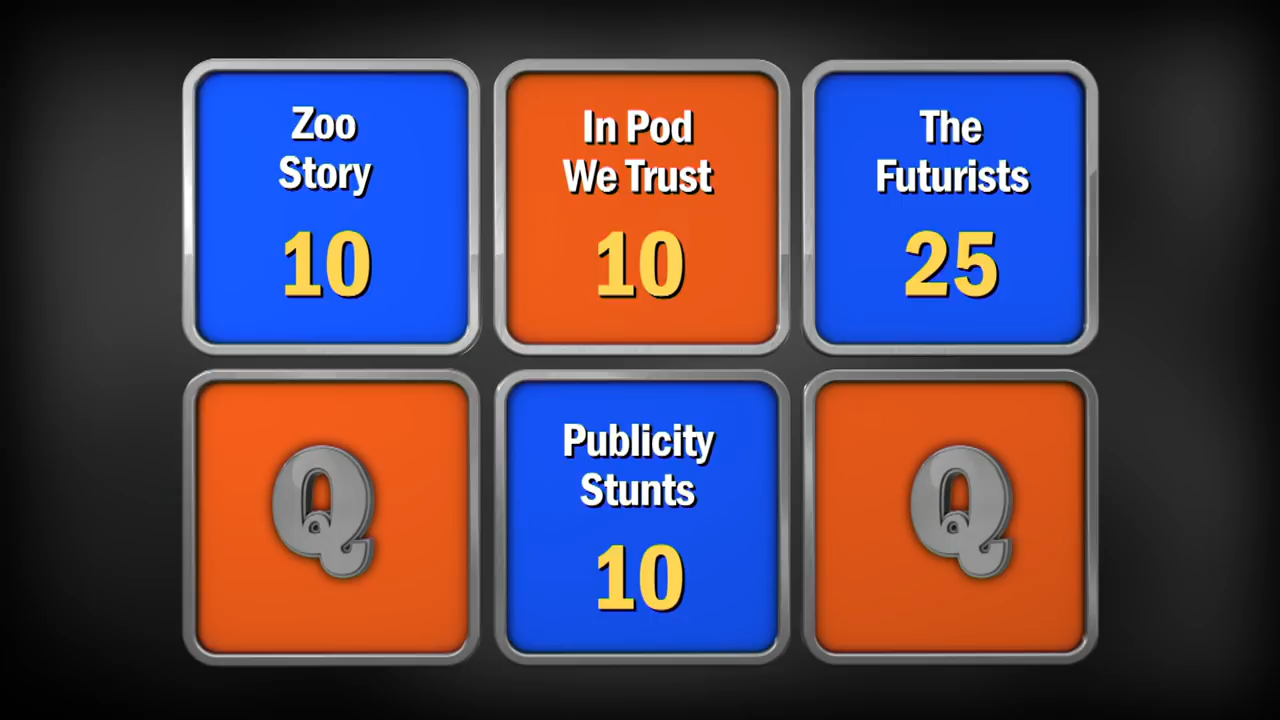 Zoo
Story
10
In Pod
We Trust
10
The
Futurists
25
Q
Publicity
Stunts
10
Q